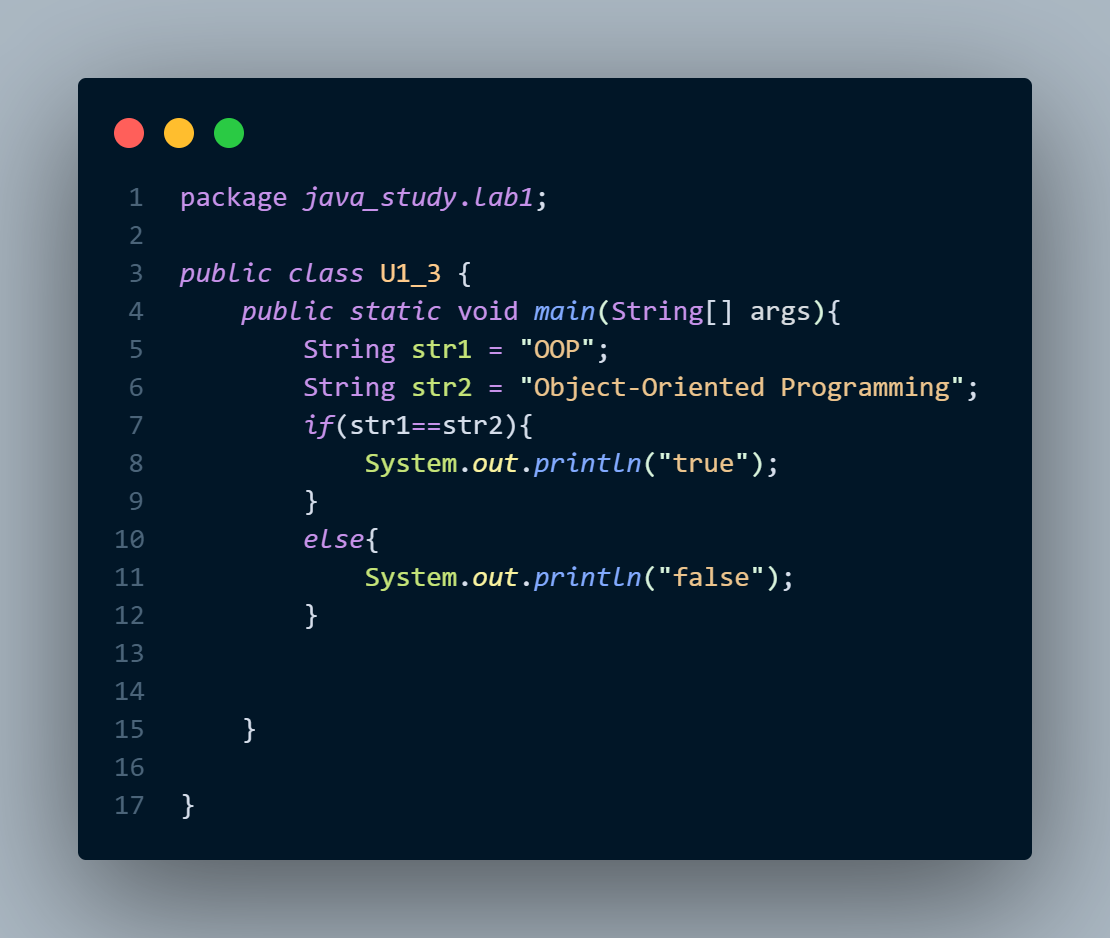 1 package java_study.lab1;
2
3 public class U1_3 {
4     public static void main(String[] args){
5         String str1 = "OOP";
6         String str2 = "Object-Oriented Programming";
7         if(str1==str2){
8             System.out.println("true");
9         }
10         else{
11             System.out.println("false");
12         }
13
14
15     }
16
17 }